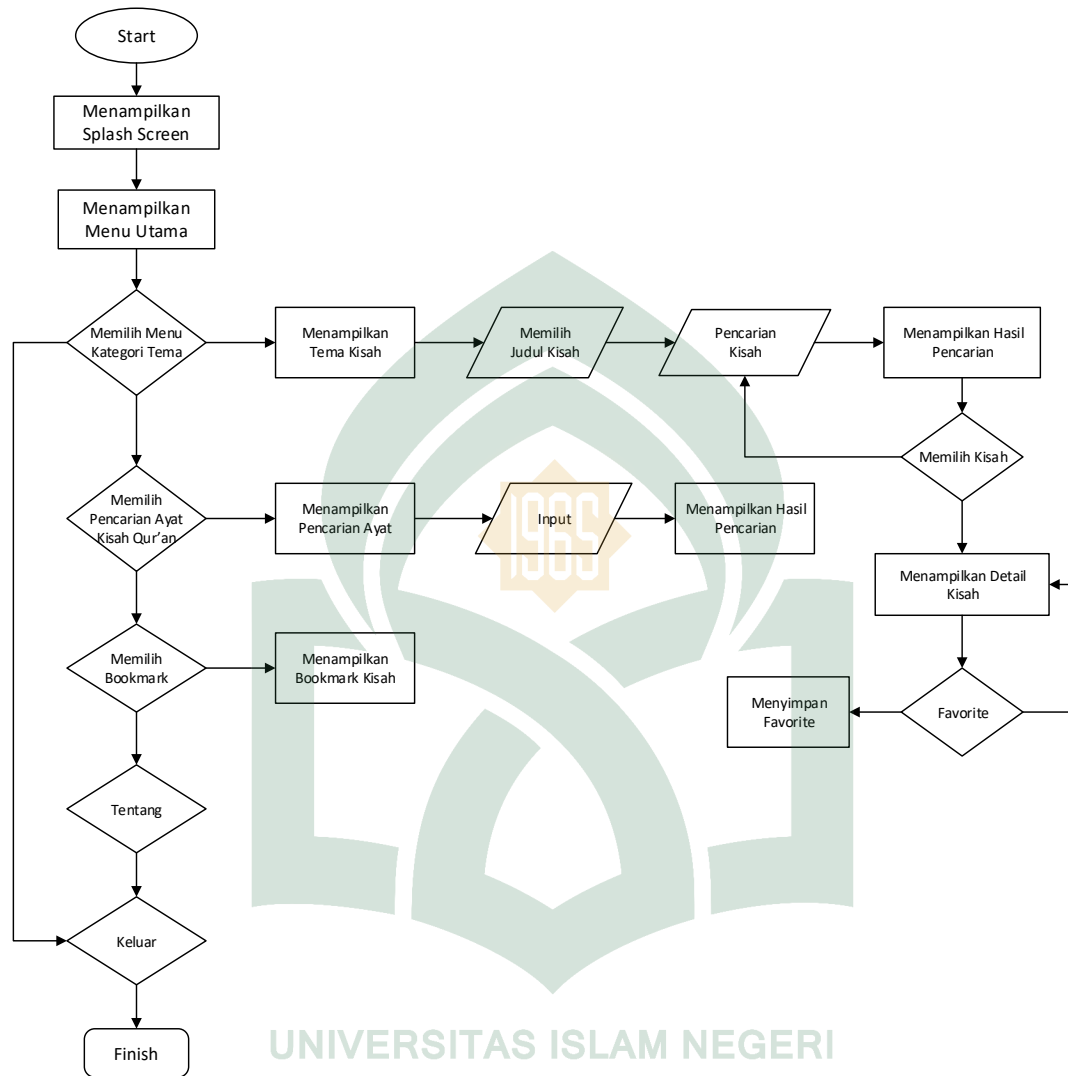 Start
Menampilkan
Splash Screen
Menampilkan
Menu Utama
Memilih Menu
Kategori Tema
Menampilkan
Tema Kisah
Memilih
Judul Kisah
Pencarian
Kisah
Menampilkan Hasil
Pencarian
Memilih Kisah
Memilih
Pencarian Ayat
Kisah Qur’an
Menampilkan
Pencarian Ayat
Input
1965
Menampilkan Hasil
Pencarian
Menampilkan Detail
Kisah
Memilih
Bookmark
Menampilkan
Bookmark Kisah
Menyimpan
Favorite
Favorite
Tentang
Keluar
Finish
UNIVERSITAS ISLAM NEGERI